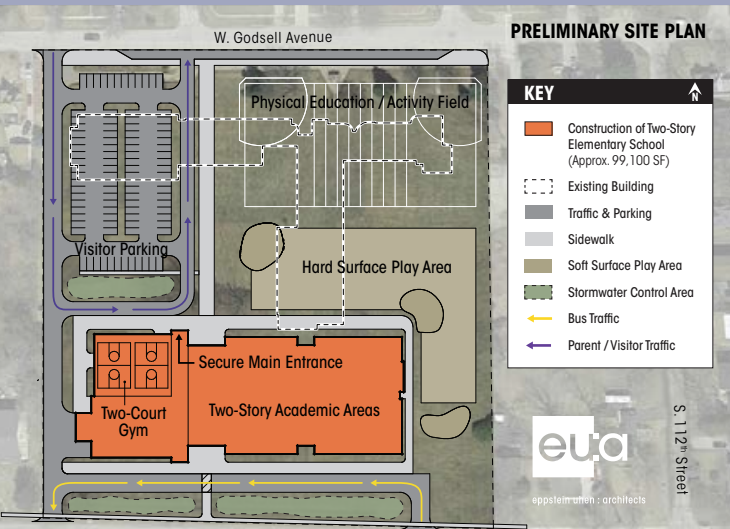 W. Godsell Avenue
PRELIMINARY SITE PLAN
KEY
N
Construction of Two-Story
Elementary School
(Approx. 99,100 SF)
Existing Building
Traffic & Parking
Sidewalk
Soft Surface Play Area
Stormwater Control Area
Bus Traffic
Parent / Visitor Traffic
Physical Education / Activity Field
Visitor Parking
Hard Surface Play Area
Secure Main Entrance
Two-Court
Gym
Two-Story Academic Areas
S. 112th Street
eu:a
eppstein uhen : architects